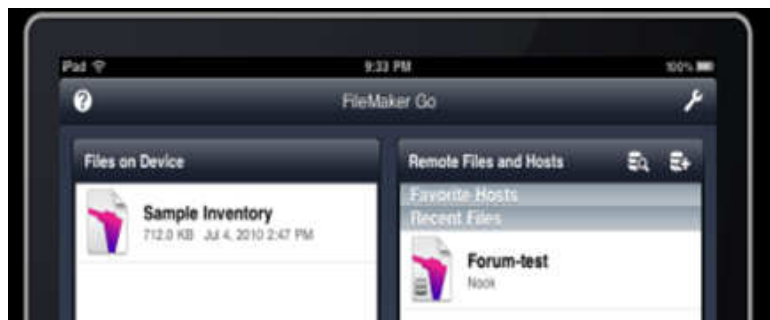 iPad 9:33 PM 100%
FileMaker Go
Files on Device
Sample Inventory
712.0 KB Jul 4, 2010 2:47 PM
Remote Files and Hosts
Favorite Hosts
Recent Files
Forum-test
Nook